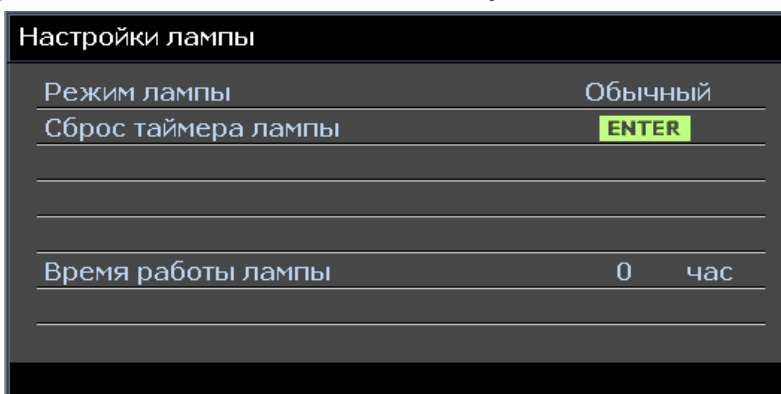 Настройки лампы
Режим лампы Обычный
Сброс таймера лампы ENTER
Время работы лампы 0 час